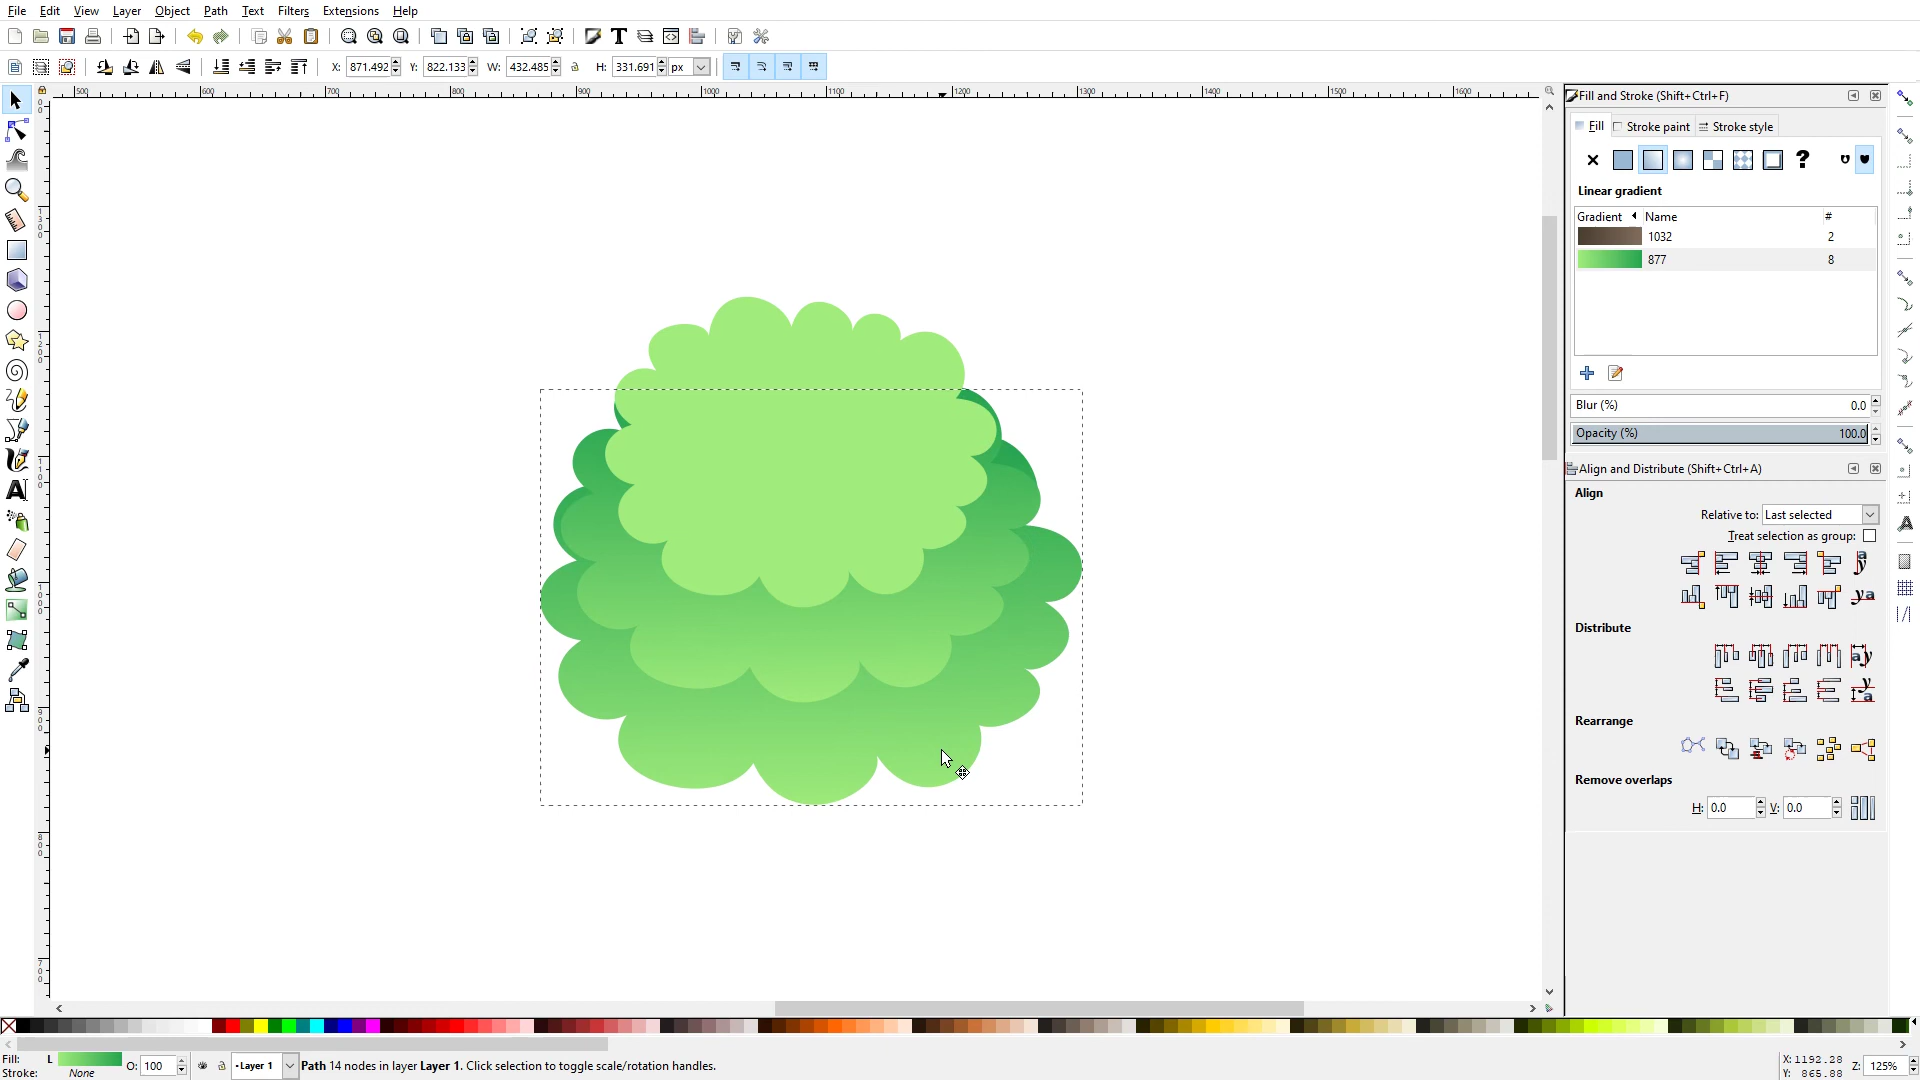 File Edit View Layer Object Path Text Filters Extensions Help
X: 871.492 Y: 822.133 W: 432.485 H: 331.691 px
500 600 700 800 900 1000 1100 1200 1300 1400 1500 1600
Fill and Stroke (Shift+Ctrl+F)
Fill Stroke paint Stroke style
Linear gradient
Gradient Name #
1032 2
877 8
Blur (%) 0.0
Opacity (%) 100.0
Align and Distribute (Shift+Ctrl+A)
Align
Relative to: Last selected
Treat selection as group:
Distribute
Rearrange
Remove overlaps
H: 0.0 V: 0.0
Fill: L O: 100 Layer 1 Path 14 nodes in layer Layer 1. Click selection to toggle scale/rotation handles. X: 1192.28 Z: 125%
Stroke: None Y: 865.88